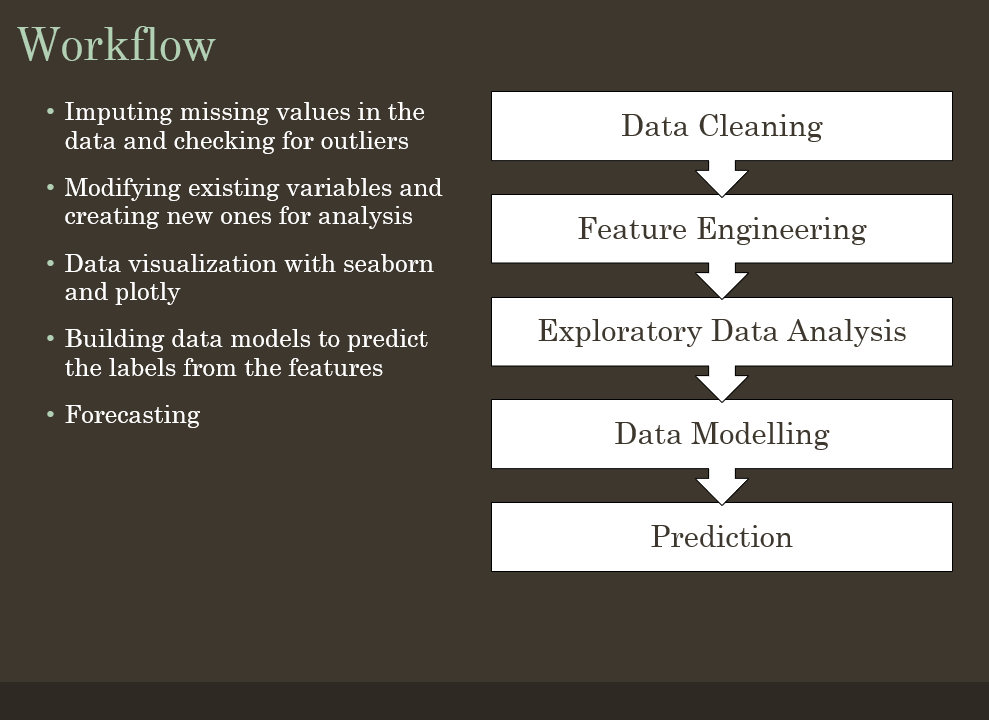 Workflow
• Imputing missing values in the
data and checking for outliers
• Modifying existing variables and
creating new ones for analysis
• Data visualization with seaborn
and plotly
• Building data models to predict
the labels from the features
• Forecasting
Data Cleaning
Feature Engineering
Exploratory Data Analysis
Data Modelling
Prediction